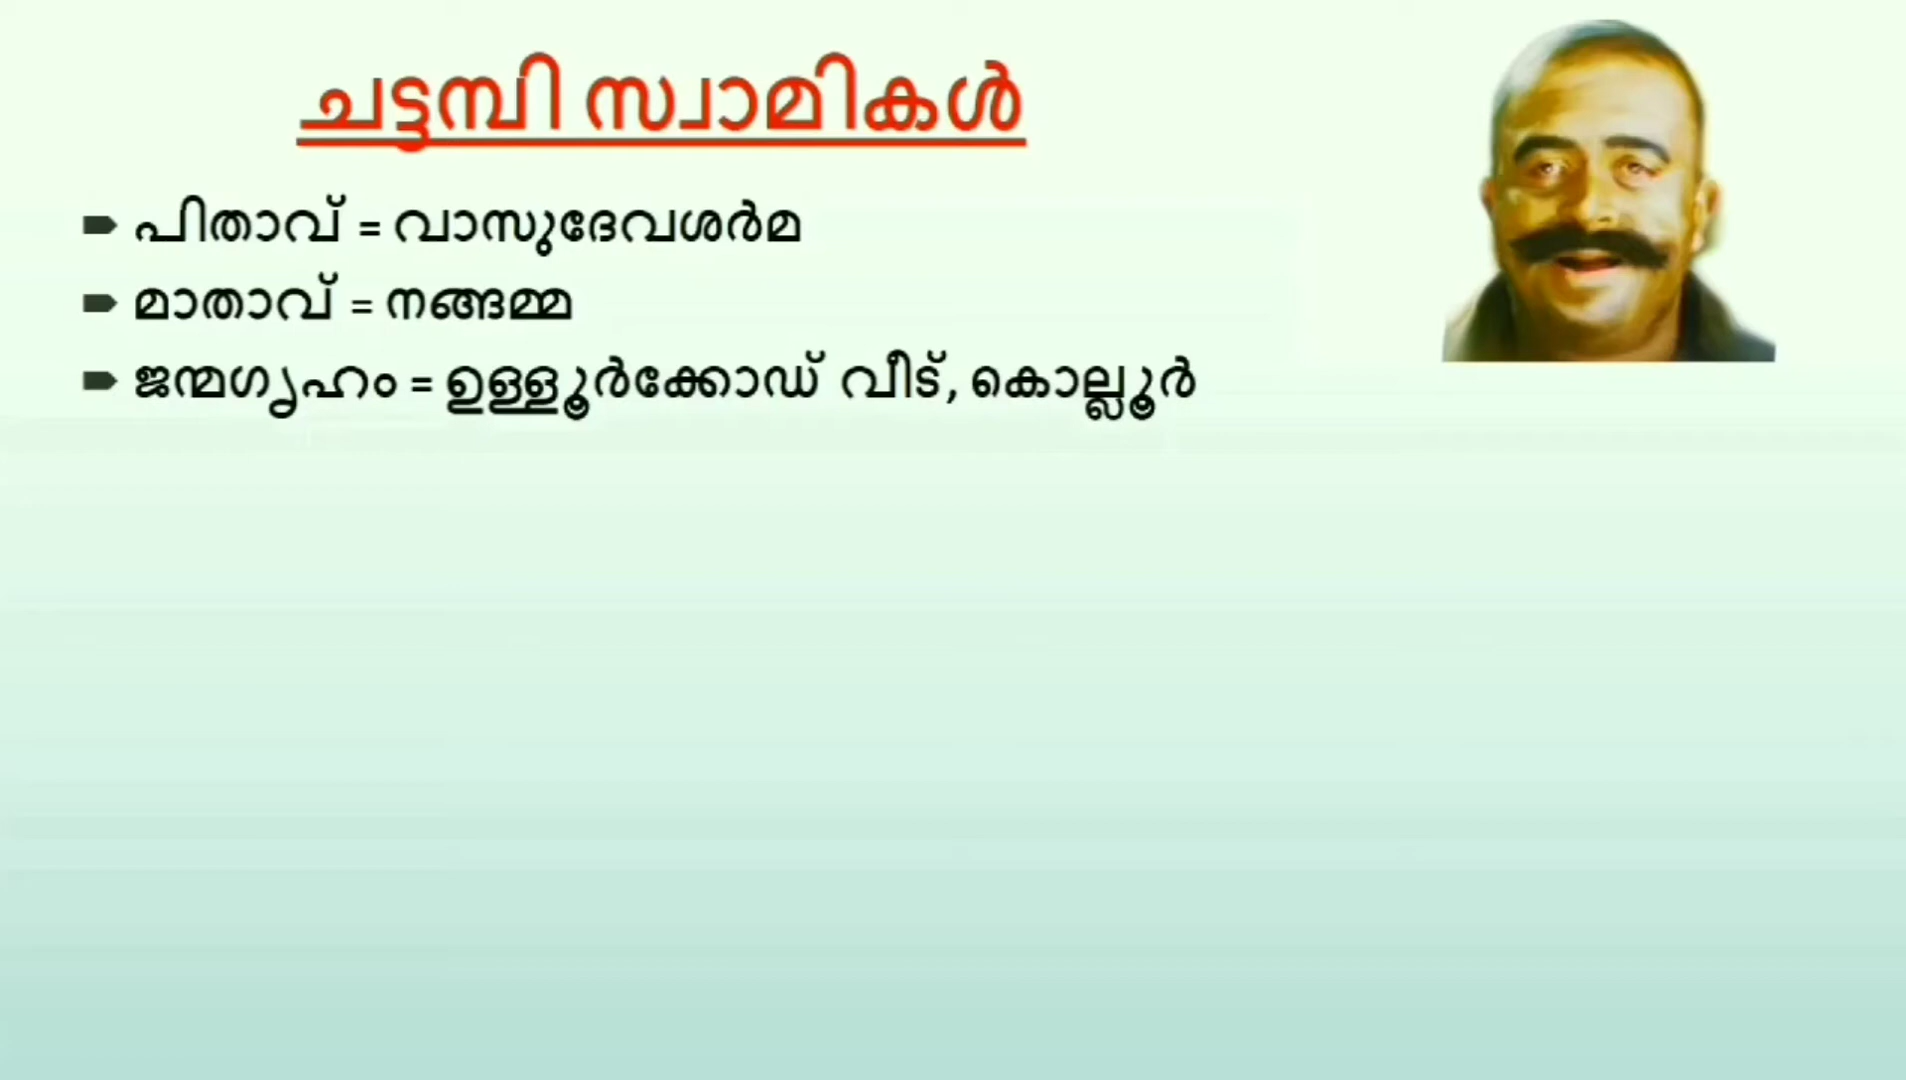 ചട്ടമ്പി സ്വാമികൾ
പിതാവ് = വാസുദേവശർമ
മാതാവ് = നങ്ങമ്മ
ജന്മഗൃഹം = ഉള്ളൂർക്കോഡ് വീട്, കൊല്ലൂർ